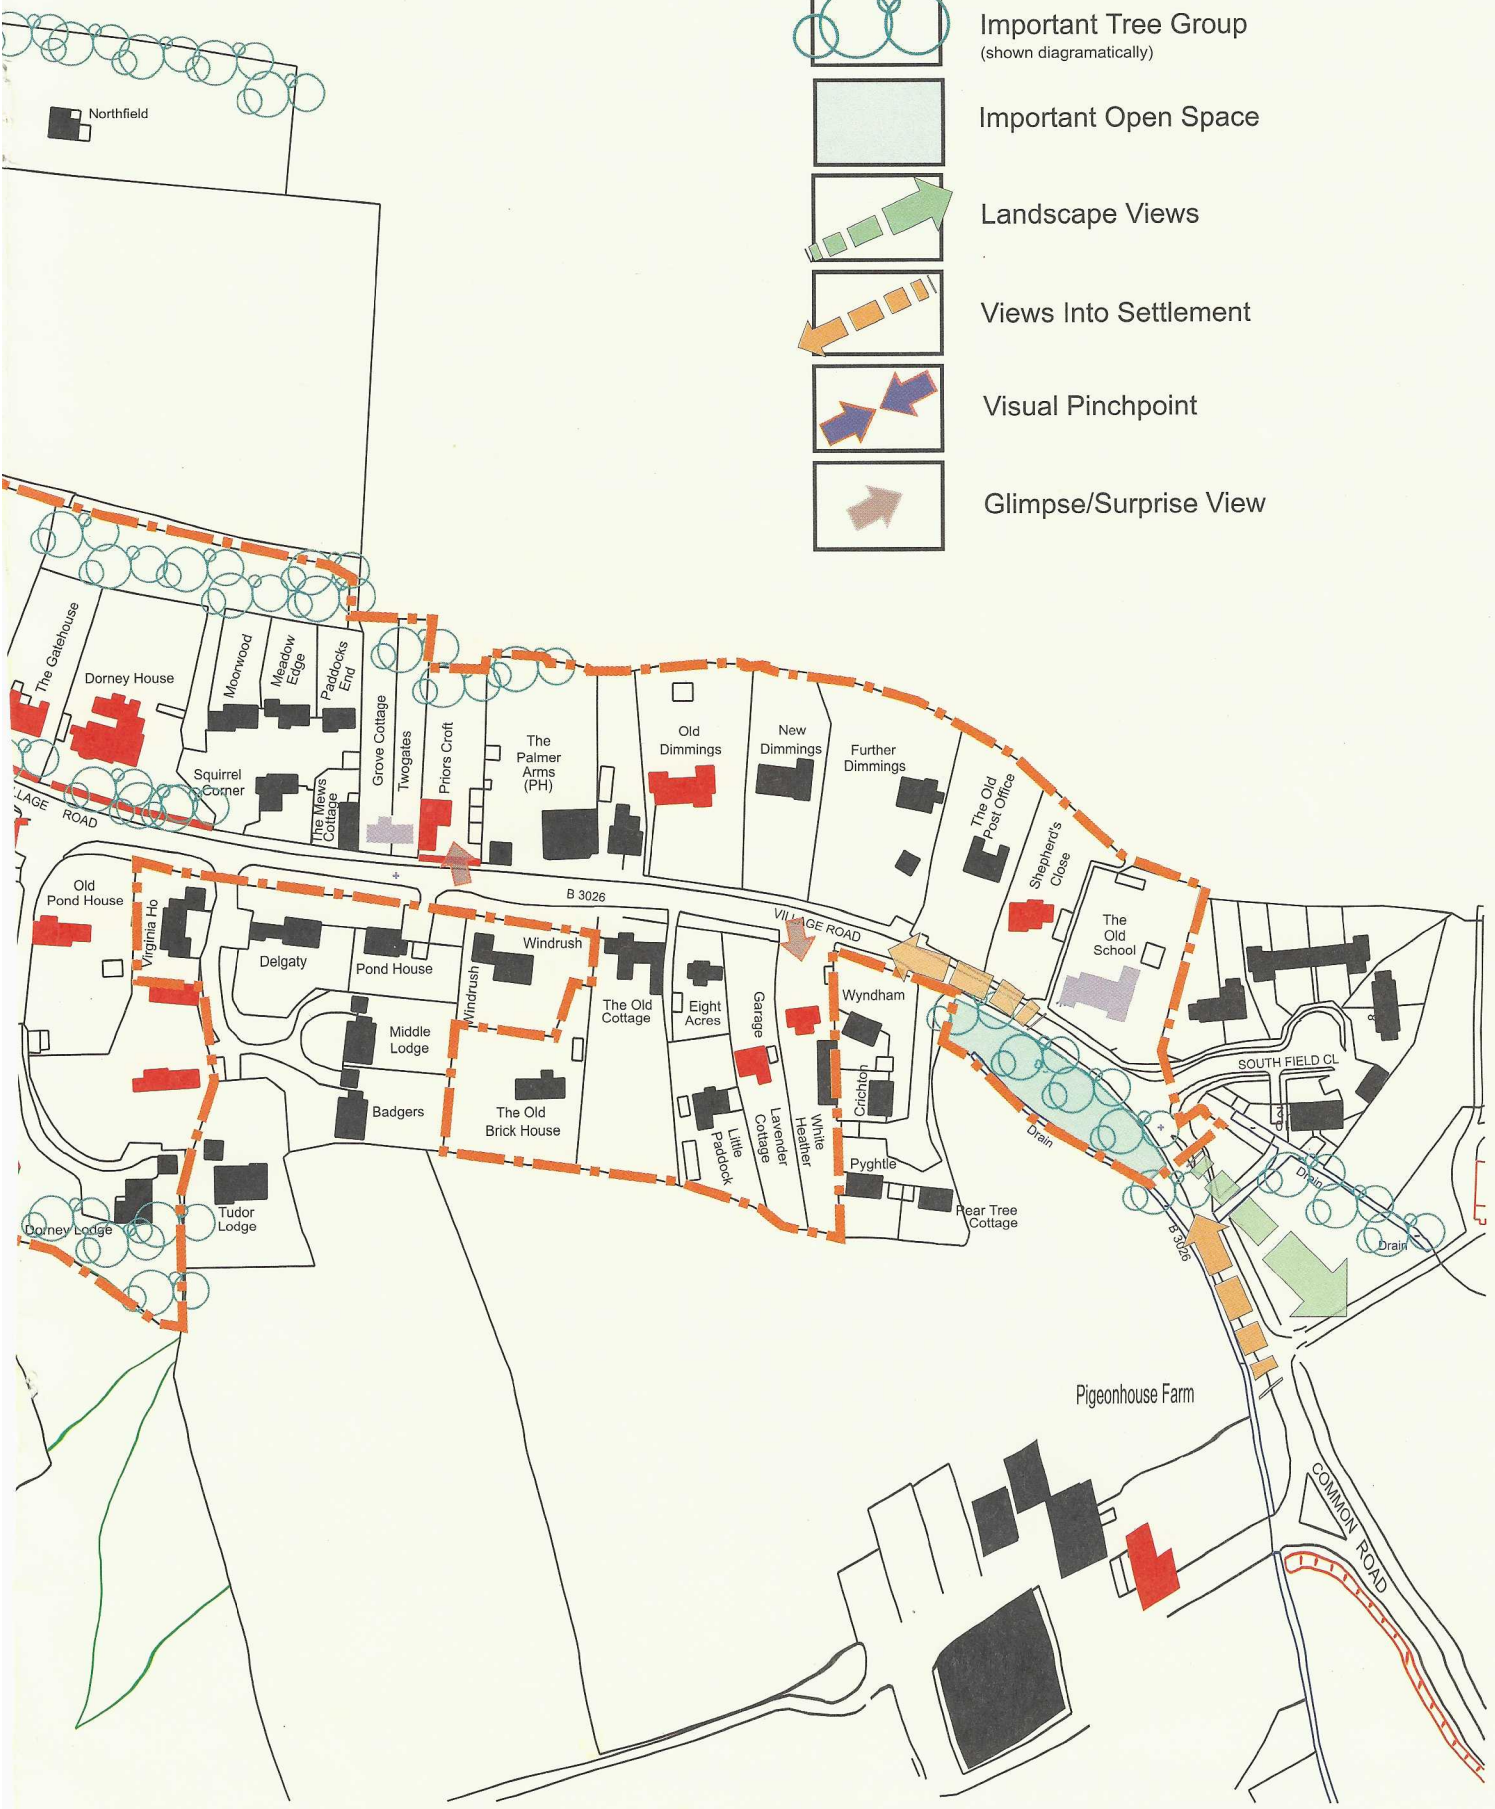 Important Tree Group
(shown diagramatically)
Important Open Space
Landscape Views
Views Into Settlement
Visual Pinchpoint
Glimpse/Surprise View
Northfield
The Gatehouse
Dorney House
Moorwood
Meadow
Edge
Paddocks
End
Grove Cottage
Twogates
Priors Croft
The
Palmer
Arms
(PH)
Old
Dimmings
New
Dimmings
Further
Dimmings
The Old
Post Office
Shepherd's
Close
The
Old
School
Squirrel
Corner
The Mews
Cottage
LLAGE
ROAD
B 3026
VILLAGE ROAD
Old
Pond House
Virginia Ho
Delgaty
Pond House
Windrush
Windrush
The Old
Cottage
Eight
Acres
Garage
Wyndham
Middle
Lodge
Badgers
The Old
Brick House
Little
Paddock
Lavender
Cottage
White
Heather
Crichton
Pyghtle
Pear Tree
Cottage
Drain
SOUTH FIELD CL
8
Drain
Drain
B 3026
Dorney Lodge
Tudor
Lodge
Pigeonhouse Farm
COMMON ROAD